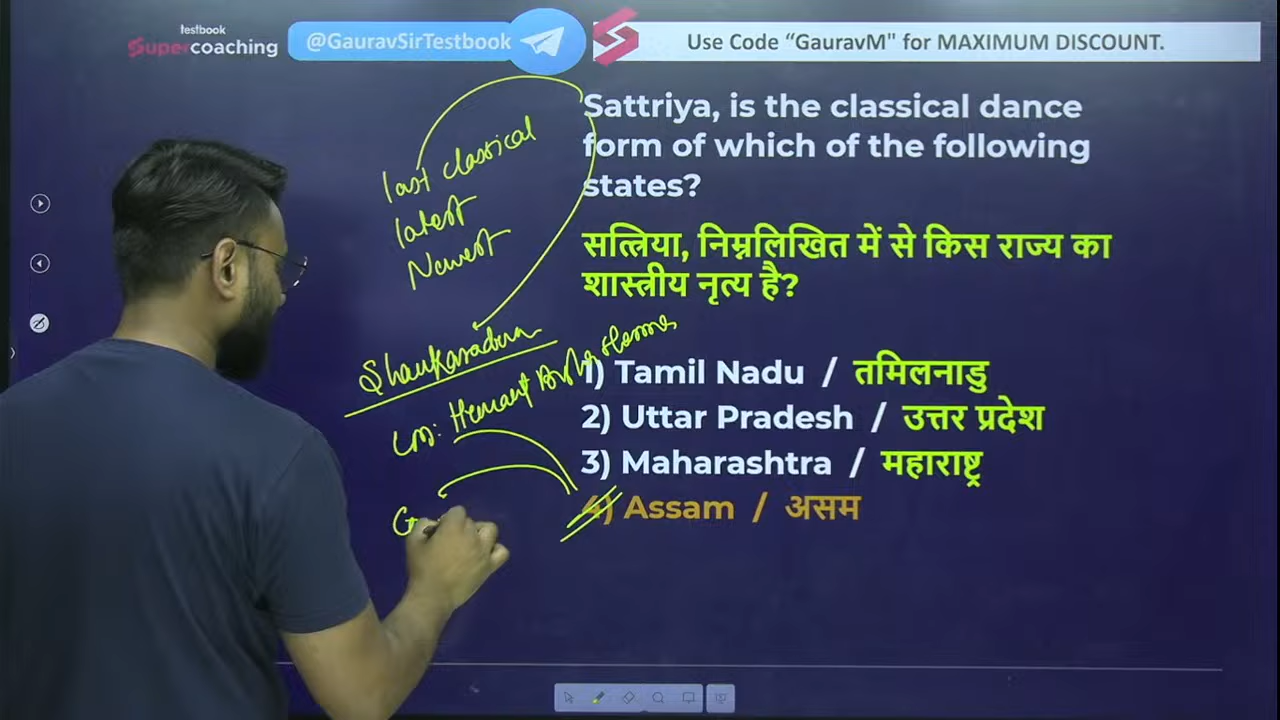 testbook
Supercoaching
@GauravSirTestbook
Use Code “GauravM" for MAXIMUM DISCOUNT.
Sattriya, is the classical dance
form of which of the following
states?
सत्त्रिया, निम्नलिखित में से किस राज्य का
शास्त्रीय नृत्य है?
last classical
latest
Newest
Shankaradeva
CM: Hemant
1) Tamil Nadu / तमिलनाडु
2) Uttar Pradesh / उत्तर प्रदेश
3) Maharashtra / महाराष्ट्र
4) Assam / असम
G